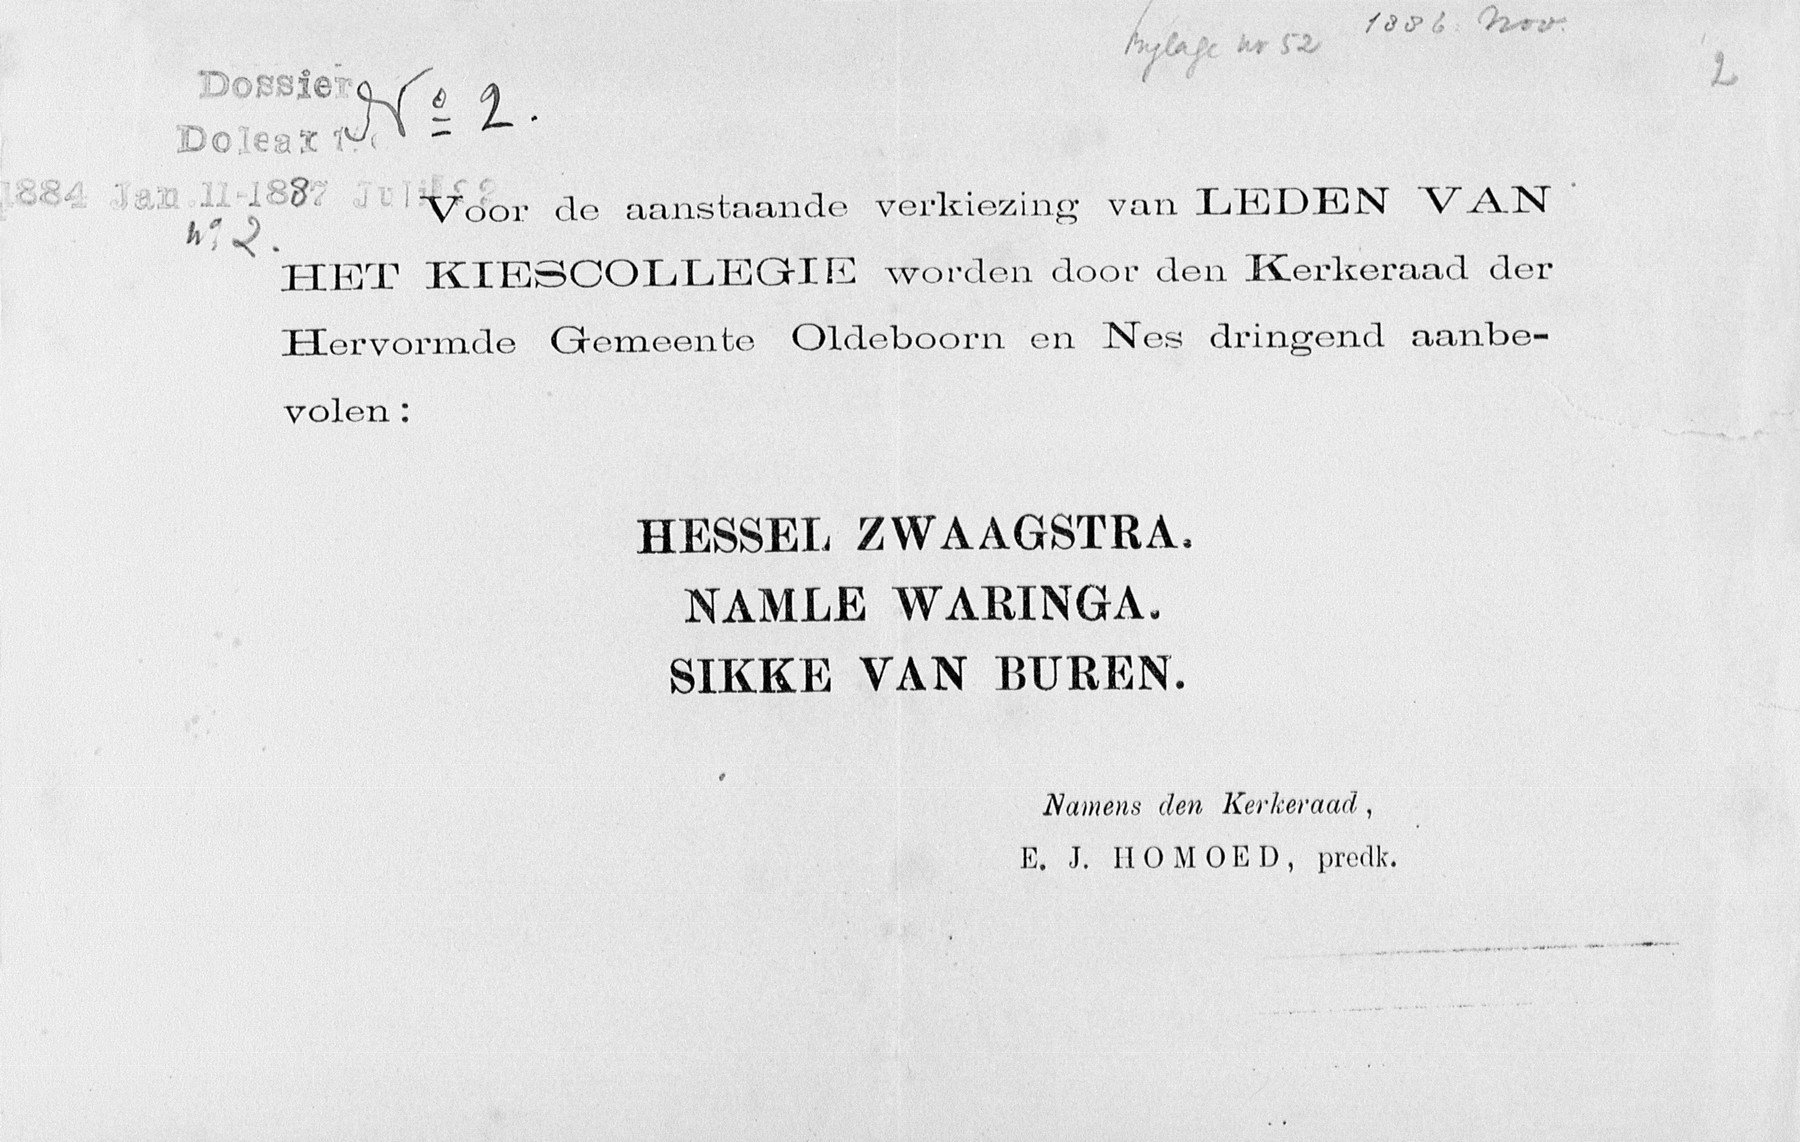 bylage nr 52 1886 Nov.
2
Dossier
No 2.
Doleax
1884 Jan.11-1887 Juli
no 2.
Voor de aanstaande verkiezing van LEDEN VAN
HET KIESCOLLEGIE worden door den Kerkeraad der
Hervormde Gemeente Oldeboorn en Nes dringend aanbe-
volen:
HESSEL ZWAAGSTRA.
NAMLE WARINGA.
SIKKE VAN BUREN.
Namens den Kerkeraad,
E. J. HOMOED, predk.